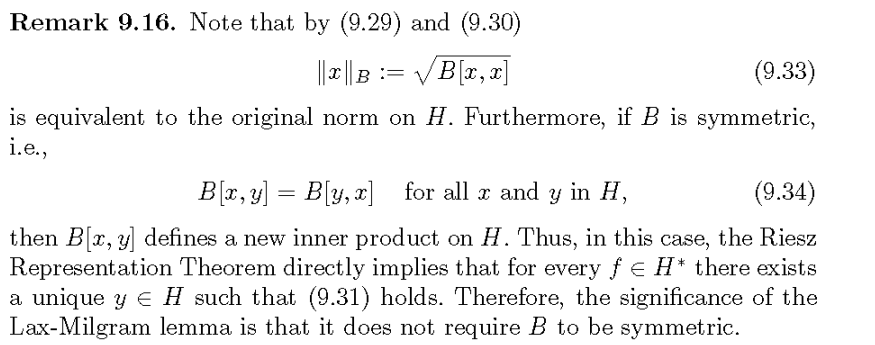 Remark 9.16. Note that by (9.29) and (9.30)
‖x‖_B := √B[x, x] (9.33)
is equivalent to the original norm on H. Furthermore, if B is symmetric,
i.e.,
B[x, y] = B[y, x] for all x and y in H, (9.34)
then B[x, y] defines a new inner product on H. Thus, in this case, the Riesz
Representation Theorem directly implies that for every f ∈ H* there exists
a unique y ∈ H such that (9.31) holds. Therefore, the significance of the
Lax-Milgram lemma is that it does not require B to be symmetric.